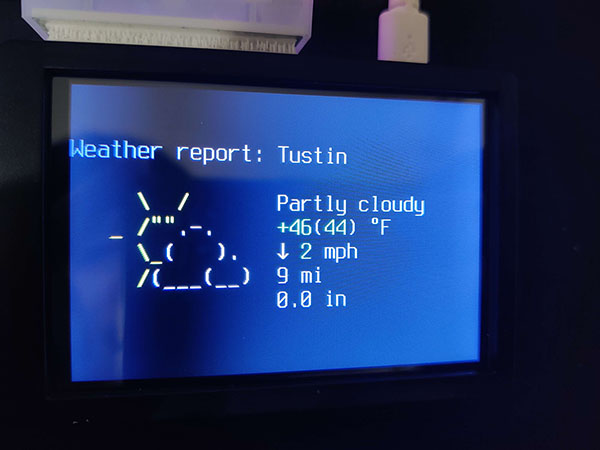 Weather report: Tustin
Partly cloudy
+46(44) °F
↓ 2 mph
9 mi
0.0 in